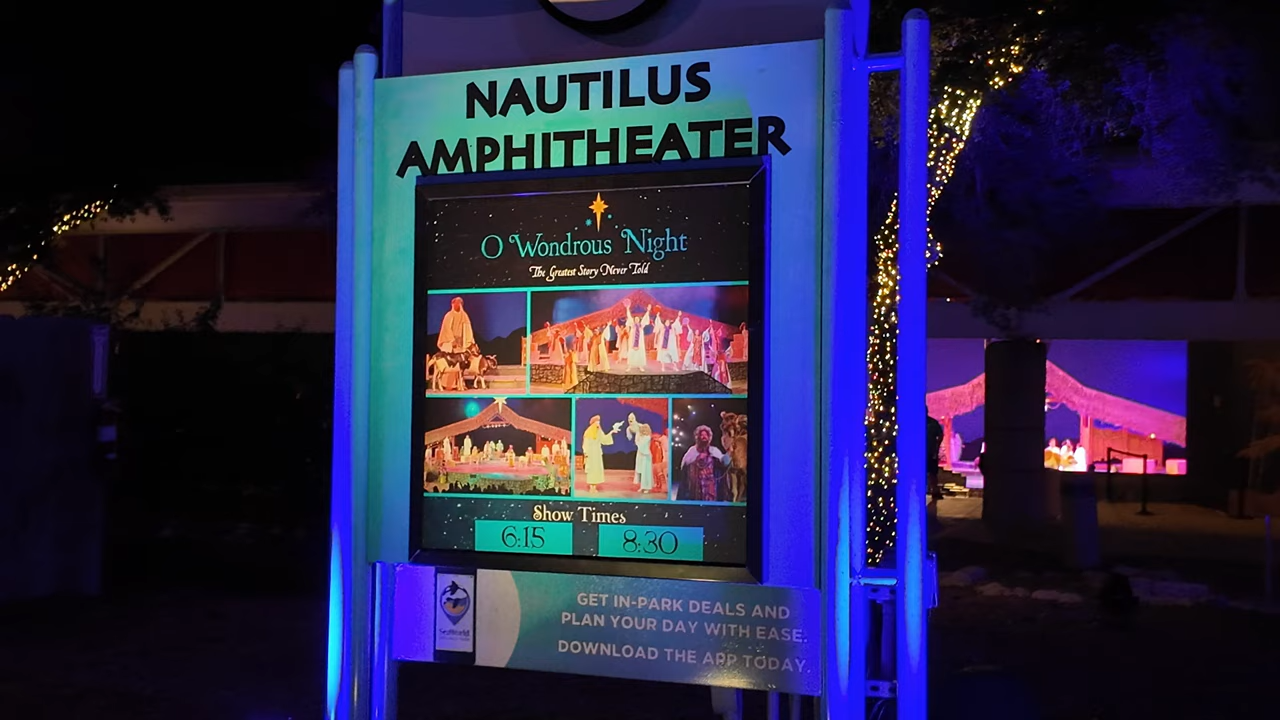 NAUTILUS
AMPHITHEATER
O Wondrous Night
The Greatest Story Never Told
Show Times
6:15 8:30
SeaWorld
GET IN-PARK DEALS AND
PLAN YOUR DAY WITH EASE.
DOWNLOAD THE APP TODAY.